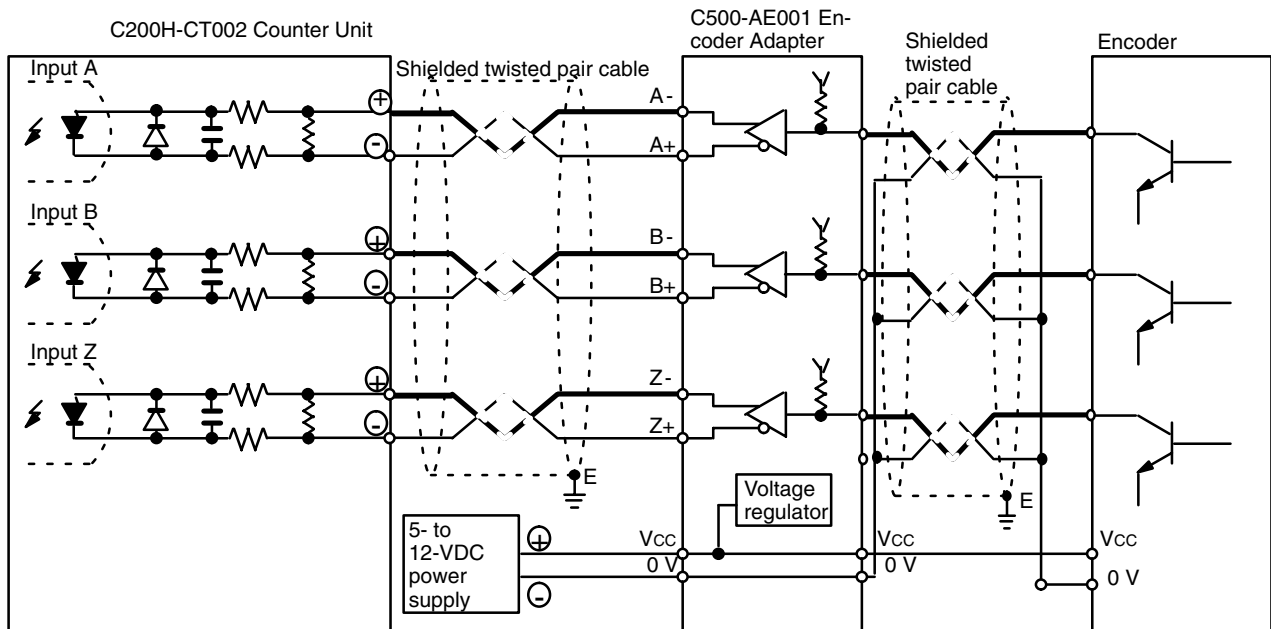 C200H-CT002 Counter Unit
C500-AE001 En-
coder Adapter
Shielded
twisted
pair cable
Encoder
Input A
Shielded twisted pair cable
+
-
A-
A+
Input B
+
-
B-
B+
Input Z
+
-
Z-
Z+
E
E
Voltage
regulator
5- to
12-VDC
power
supply
+
-
VCC
0 V
VCC
0 V
VCC
0 V